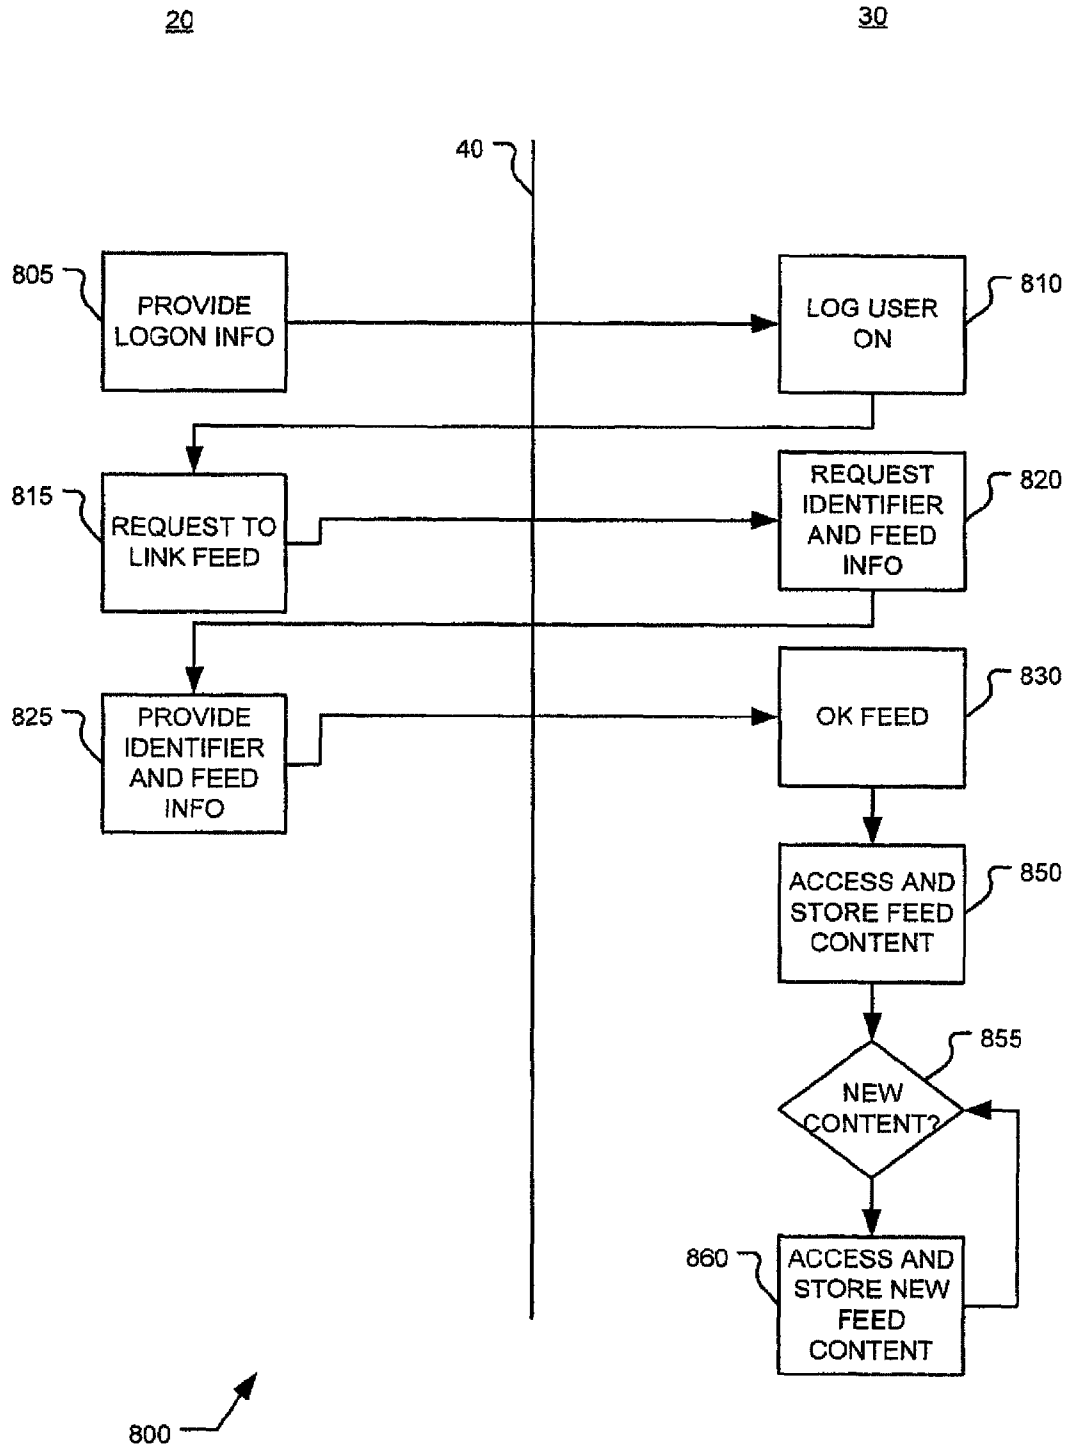 20
30
40
805
PROVIDE
LOGON INFO
LOG USER
ON
810
815
REQUEST TO
LINK FEED
REQUEST
IDENTIFIER
AND FEED
INFO
820
825
PROVIDE
IDENTIFIER
AND FEED
INFO
OK FEED
830
ACCESS AND
STORE FEED
CONTENT
850
NEW
CONTENT?
855
860
ACCESS AND
STORE NEW
FEED
CONTENT
800